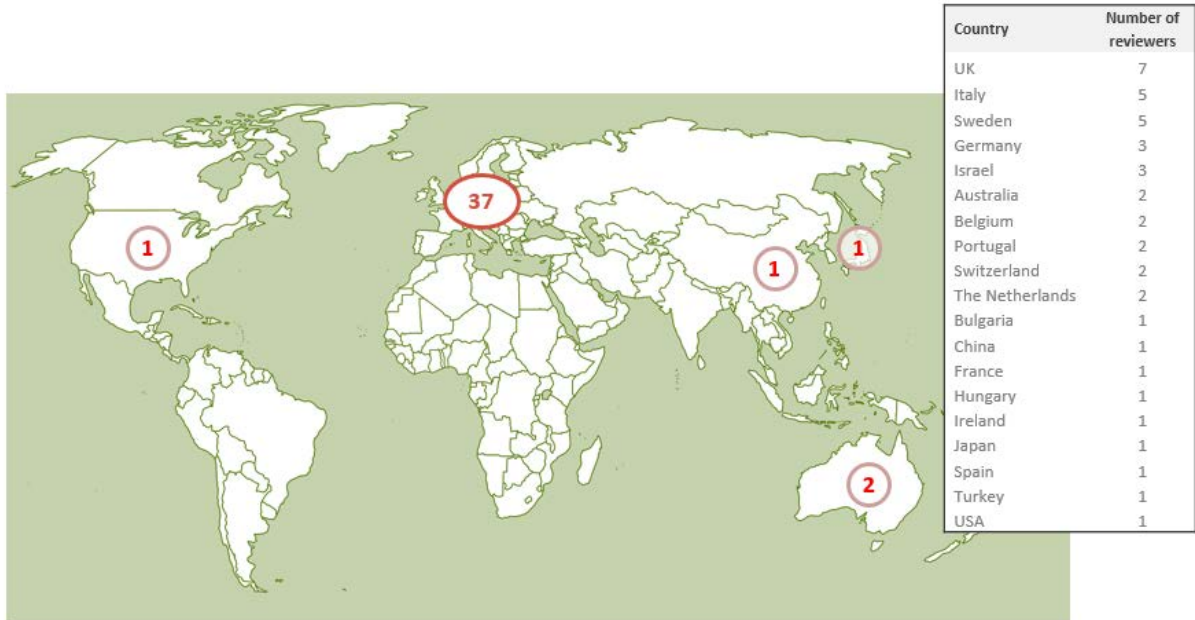 Country Number of reviewers
UK 7
Italy 5
Sweden 5
Germany 3
Israel 3
Australia 2
Belgium 2
Portugal 2
Switzerland 2
The Netherlands 2
Bulgaria 1
China 1
France 1
Hungary 1
Ireland 1
Japan 1
Spain 1
Turkey 1
USA 1
37
1
1
1
2